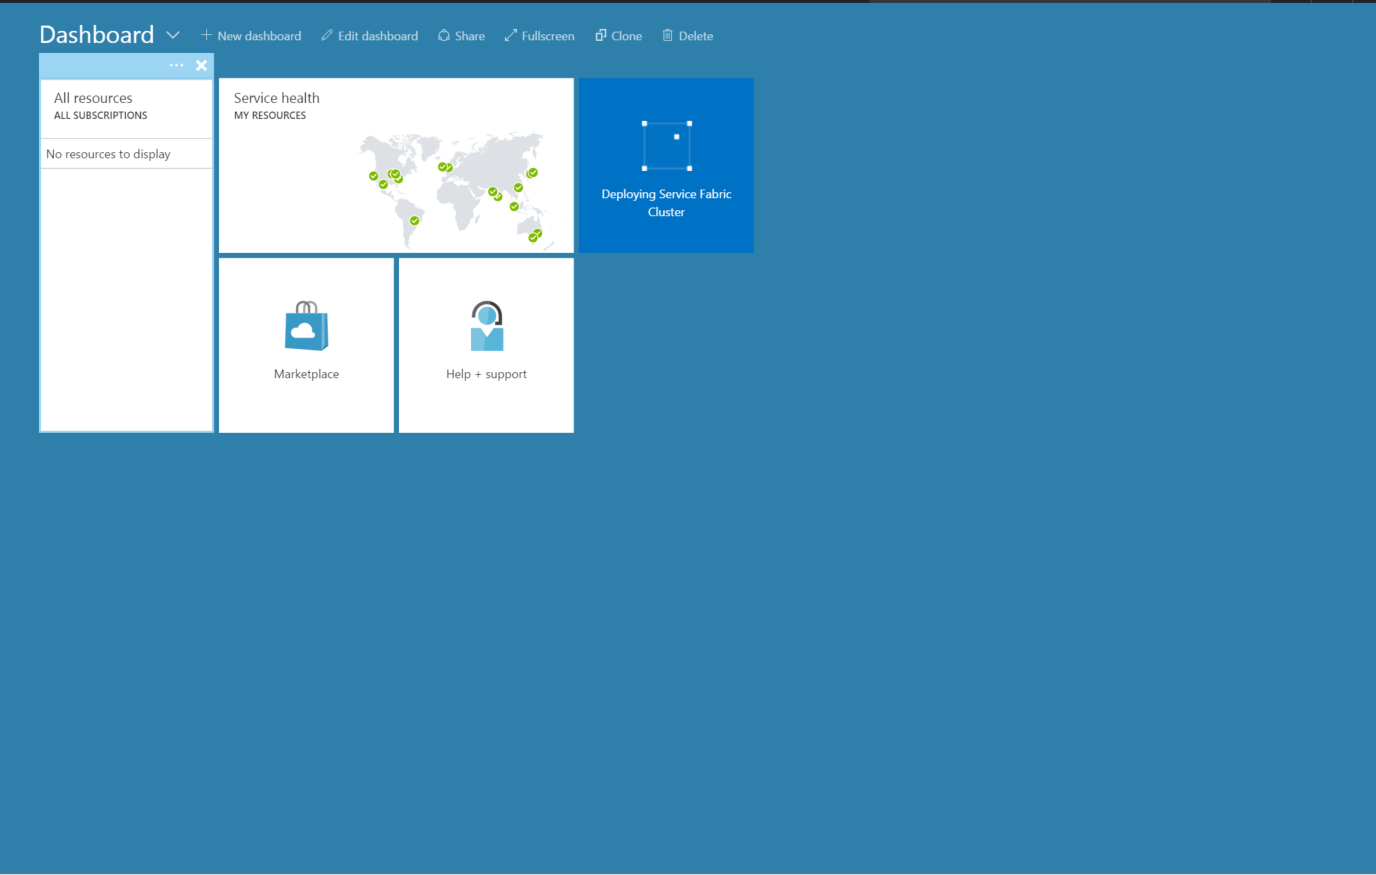 Dashboard
New dashboard
Edit dashboard
Share
Fullscreen
Clone
Delete
All resources
ALL SUBSCRIPTIONS
No resources to display
Service health
MY RESOURCES
Deploying Service Fabric
Cluster
Marketplace
Help + support